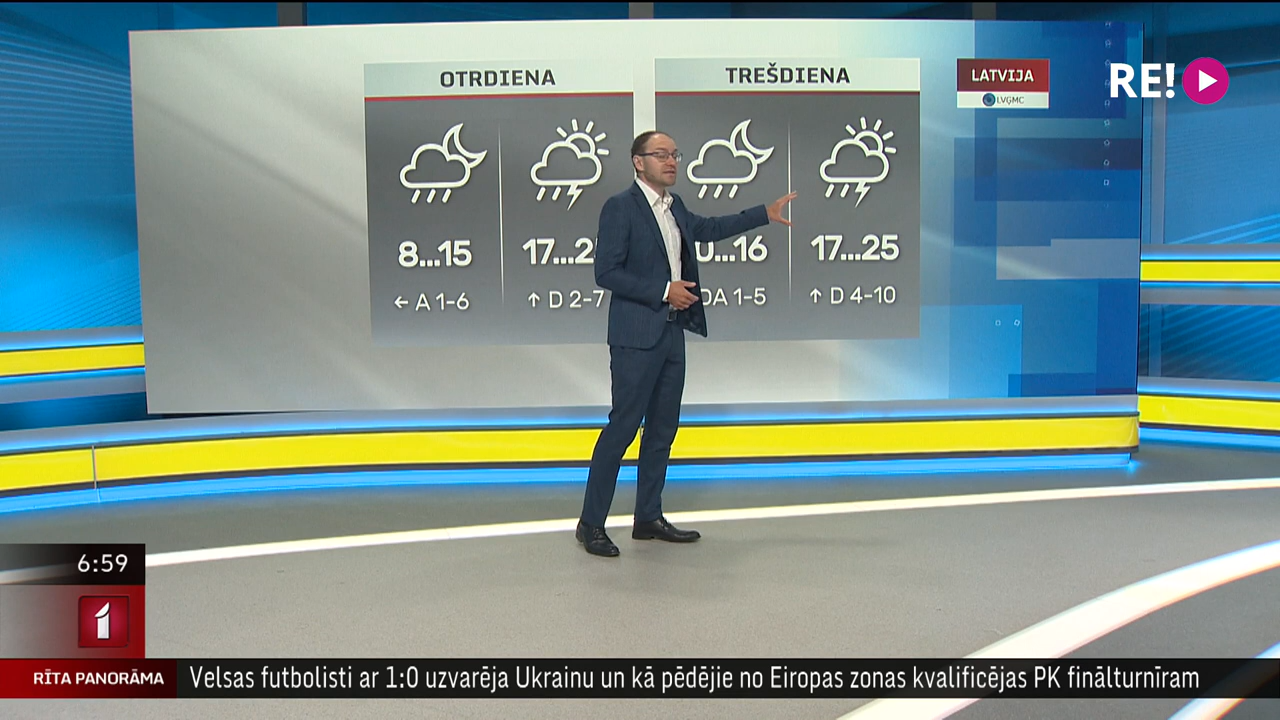 OTRDIENA
TREŠDIENA
LATVIJA
LVĢMC
RE!
8...15
17...2
0...16
17...25
← A 1-6
↑ D 2-7
DA 1-5
↑ D 4-10
6:59
1
RĪTA PANORĀMA
Velsas futbolisti ar 1:0 uzvarēja Ukrainu un kā pēdējie no Eiropas zonas kvalificējas PK finālturnīram